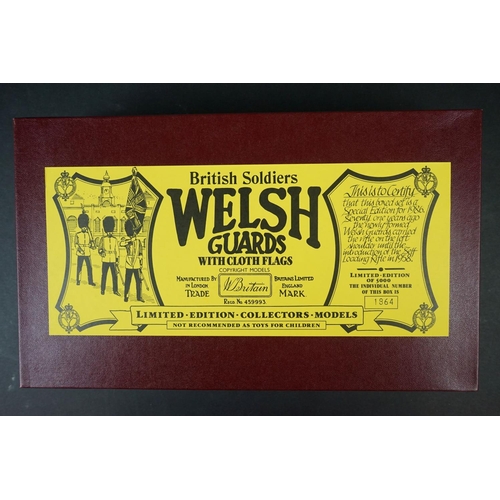 British Soldiers
WELSH
GUARDS
WITH CLOTH FLAGS
COPYRIGHT MODELS
MANUFACTURED BY
IN LONDON
TRADE
W. Britain
BRITAINS LIMITED
ENGLAND
MARK
REGD NO. 459993
LIMITED·EDITION·COLLECTORS·MODELS
NOT RECOMMENDED AS TOYS FOR CHILDREN
This is to Certify
that this boxed set is a
Special Edition for 1986.
Seventy one years ago
the newly formed
Welsh Guards carried
the rifle on the left
shoulder until the
introduction of the Self
Loading Rifle in 1958.
LIMITED·EDITION
OF 5000
THE INDIVIDUAL NUMBER
OF THIS BOX IS
1864